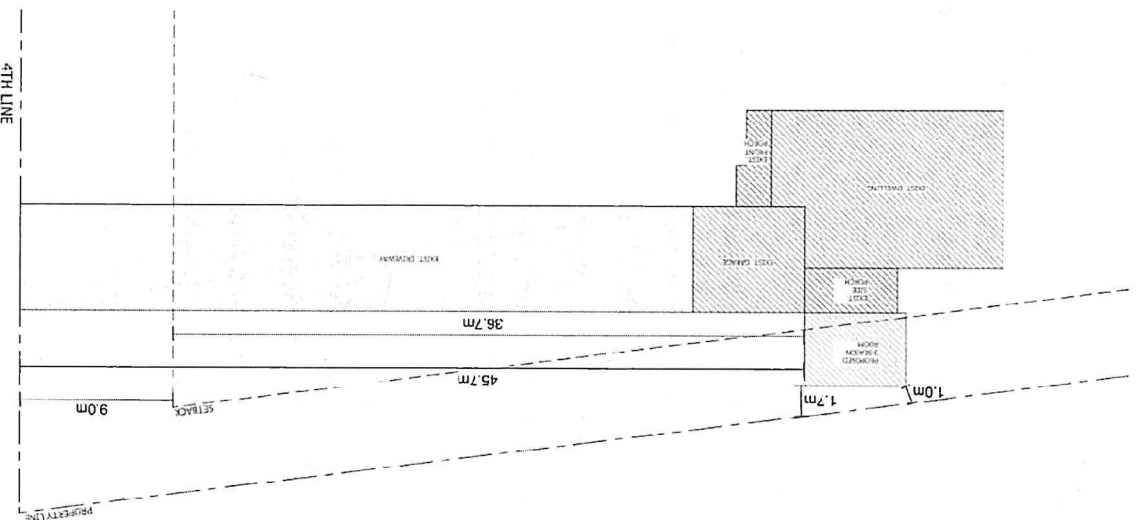 PROPERTY LINE
1.0m
1.7m
SETBACK
9.0m
45.7m
PROPOSED
3-SEASON
ROOM
36.7m
EXIST.
SIDE
PORCH
EXIST. GARAGE
EXIST. DRIVEWAY
EXIST. DWELLING
EXIST.
FRONT
PORCH
4TH LINE